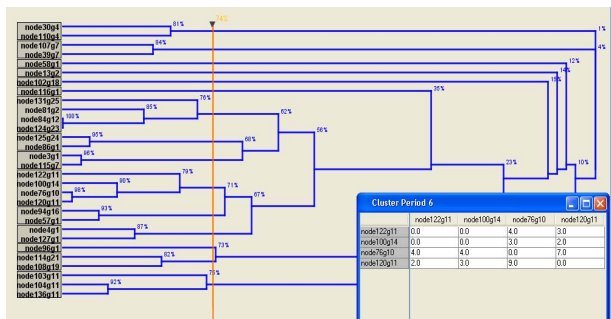 74%
node30g4
81%
1%
node110g4
node107g7
84%
4%
node39g7
node58g1
12%
node13g2
14%
node102g18
15%
node116g1
35%
node131g25
76%
node81g2
85%
62%
node84g12
100%
node124g23
50%
node125g24
95%
node86g1
68%
node3g1
96%
node115g7
23%
10%
node122g11
78%
node100g14
90%
71%
node76g10
98%
67%
node120g11
node94g16
93%
node57g1
node4g1
87%
node127g1
node96g1
73%
node114g21
82%
node108g19
node103g11
75%
node104g11
92%
node136g11
Cluster Period 6
node122g11 node100g14 node76g10 node120g11
node122g11 0.0 0.0 4.0 3.0
node100g14 0.0 0.0 3.0 2.0
node76g10 4.0 4.0 0.0 7.0
node120g11 2.0 3.0 9.0 0.0